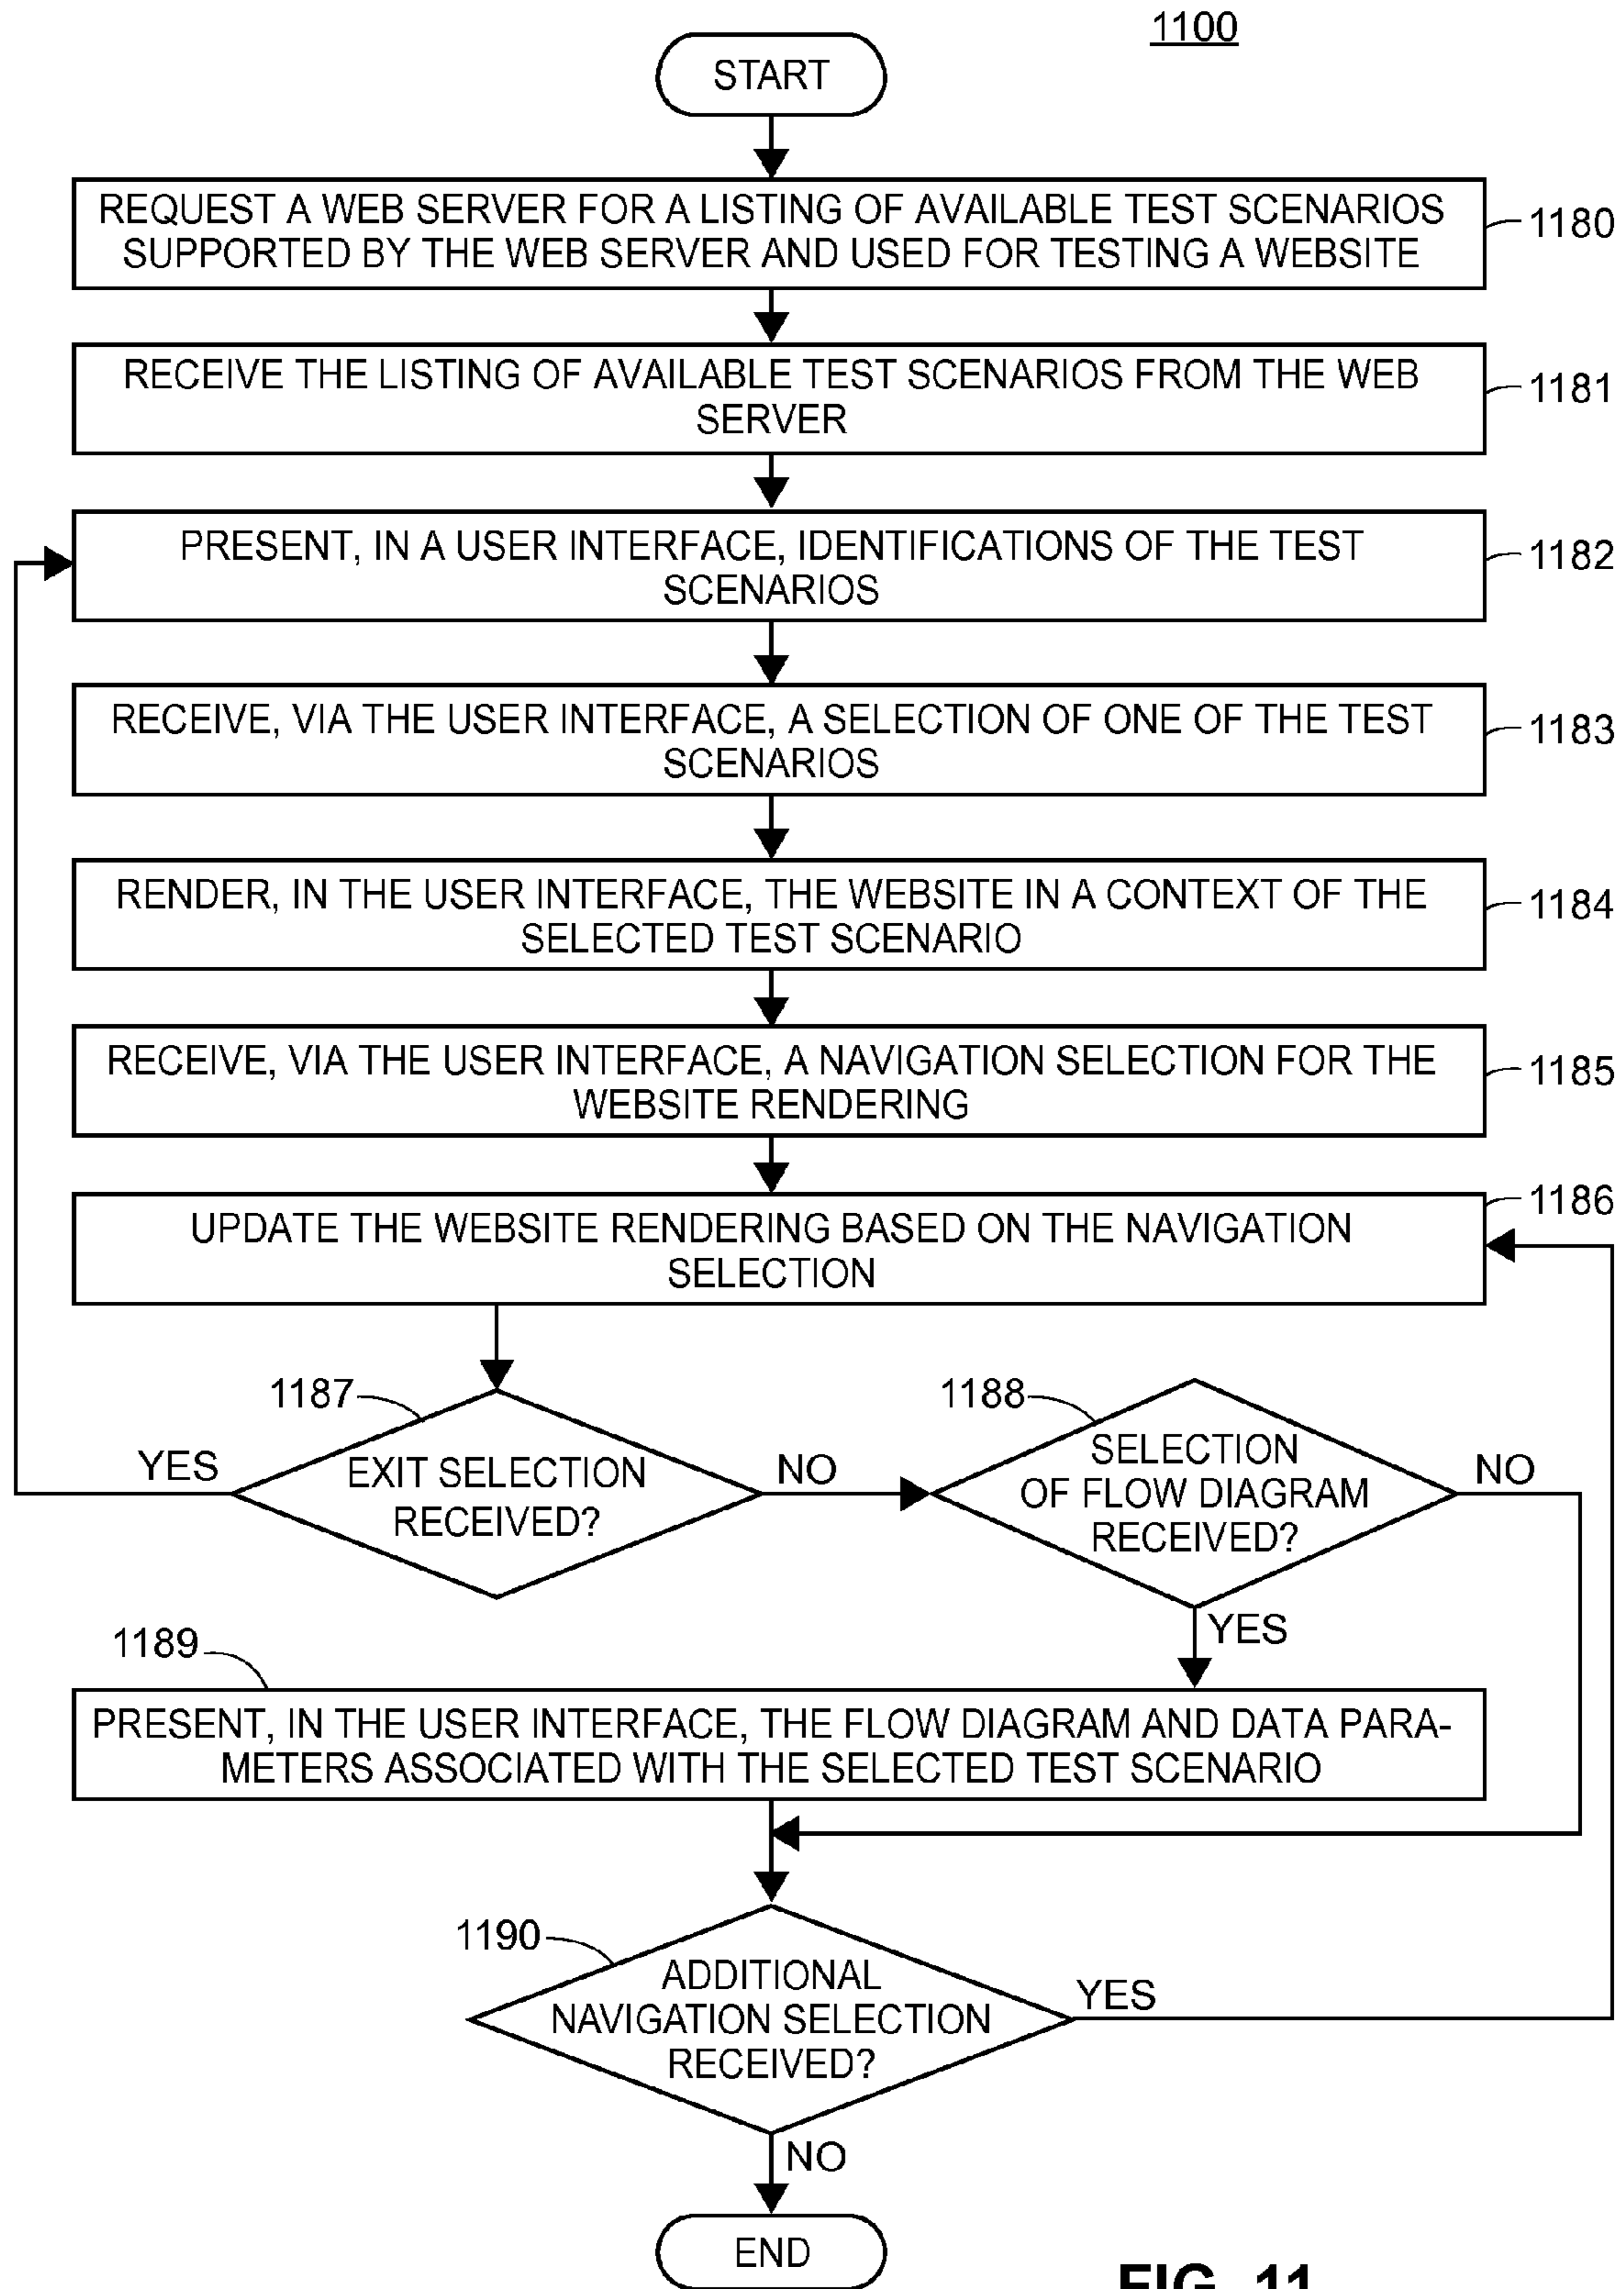 1100
START
REQUEST A WEB SERVER FOR A LISTING OF AVAILABLE TEST SCENARIOS
SUPPORTED BY THE WEB SERVER AND USED FOR TESTING A WEBSITE
1180
RECEIVE THE LISTING OF AVAILABLE TEST SCENARIOS FROM THE WEB
SERVER
1181
PRESENT, IN A USER INTERFACE, IDENTIFICATIONS OF THE TEST
SCENARIOS
1182
RECEIVE, VIA THE USER INTERFACE, A SELECTION OF ONE OF THE TEST
SCENARIOS
1183
RENDER, IN THE USER INTERFACE, THE WEBSITE IN A CONTEXT OF THE
SELECTED TEST SCENARIO
1184
RECEIVE, VIA THE USER INTERFACE, A NAVIGATION SELECTION FOR THE
WEBSITE RENDERING
1185
UPDATE THE WEBSITE RENDERING BASED ON THE NAVIGATION
SELECTION
1186
1187
EXIT SELECTION
RECEIVED?
YES
NO
1188
SELECTION
OF FLOW DIAGRAM
RECEIVED?
NO
YES
1189
PRESENT, IN THE USER INTERFACE, THE FLOW DIAGRAM AND DATA PARA-
METERS ASSOCIATED WITH THE SELECTED TEST SCENARIO
1190
ADDITIONAL
NAVIGATION SELECTION
RECEIVED?
YES
NO
END
FIG. 11